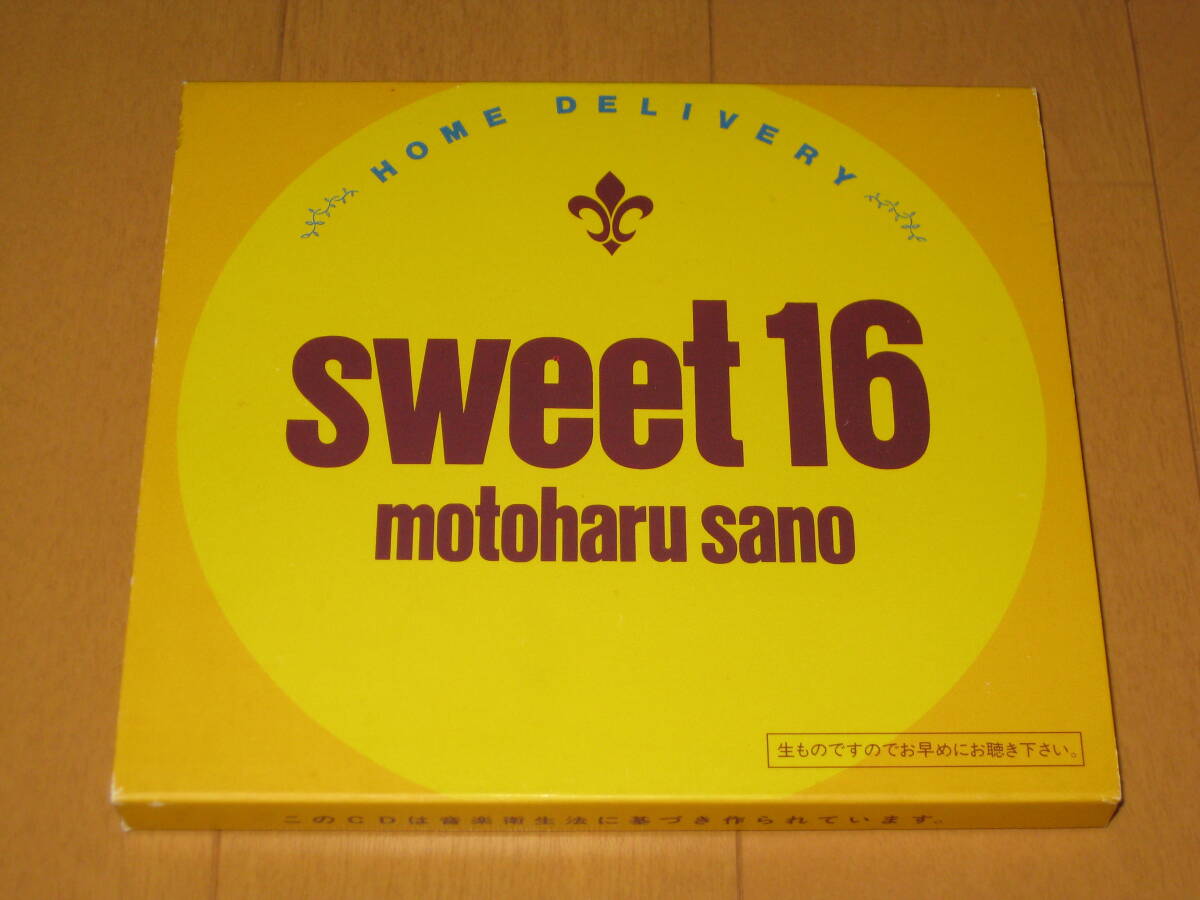 HOME DELIVERY
sweet 16
motoharu sano
生ものですのでお早めにお聴き下さい。
このCDは音楽衛生法に基づき作られています。